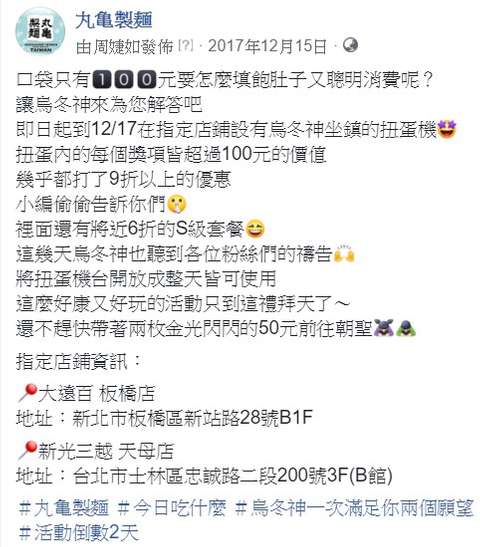 丸亀製麺
TAIWAN
丸亀製麵
由周婕如發佈[?]· 2017年12月15日 ·
口袋只有100元要怎麼填飽肚子又聰明消費呢？
讓烏冬神來為您解答吧
即日起到12/17在指定店鋪設有烏冬神坐鎮的扭蛋機🤩
扭蛋內的每個獎項皆超過100元的價值
幾乎都打了9折以上的優惠
小編偷偷告訴你們🤫
裡面還有將近6折的S級套餐😄
這幾天烏冬神也聽到各位粉絲們的禱告🙌
將扭蛋機台開放成整天皆可使用
這麼好康又好玩的活動只到這禮拜天了～
還不趕快帶著兩枚金光閃閃的50元前往朝聖
指定店鋪資訊：
📍大遠百 板橋店
地址：新北市板橋區新站路28號B1F
📍新光三越 天母店
地址：台北市士林區忠誠路二段200號3F(B館)
＃丸亀製麵 ＃今日吃什麼 ＃烏冬神一次滿足你兩個願望
＃活動倒數2天